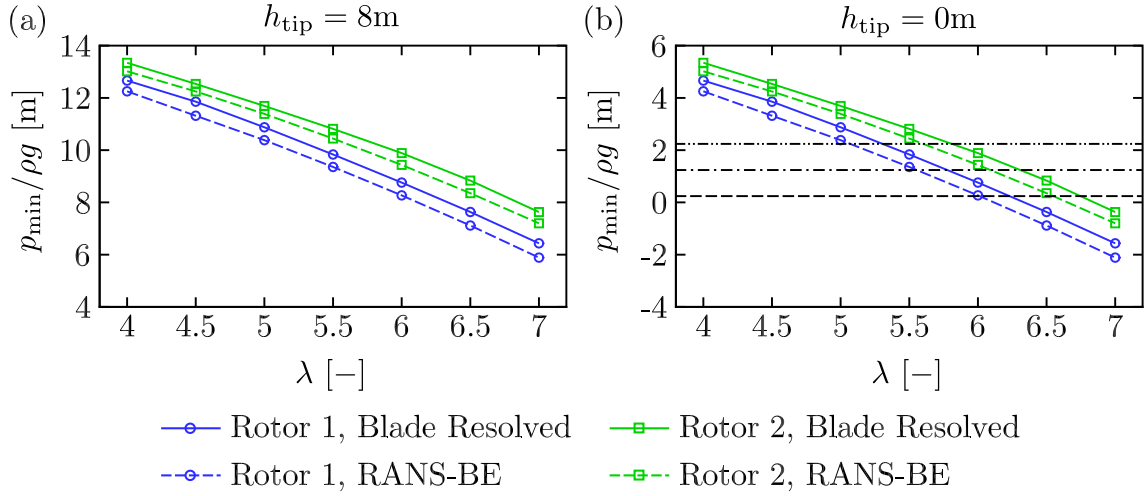 (a)
h_tip = 8m
14
12
10
8
6
4
p_min/ρg [m]
4 4.5 5 5.5 6 6.5 7
λ [−]
(b)
h_tip = 0m
6
4
2
0
-2
-4
p_min/ρg [m]
4 4.5 5 5.5 6 6.5 7
λ [−]
Rotor 1, Blade Resolved
Rotor 2, Blade Resolved
Rotor 1, RANS-BE
Rotor 2, RANS-BE